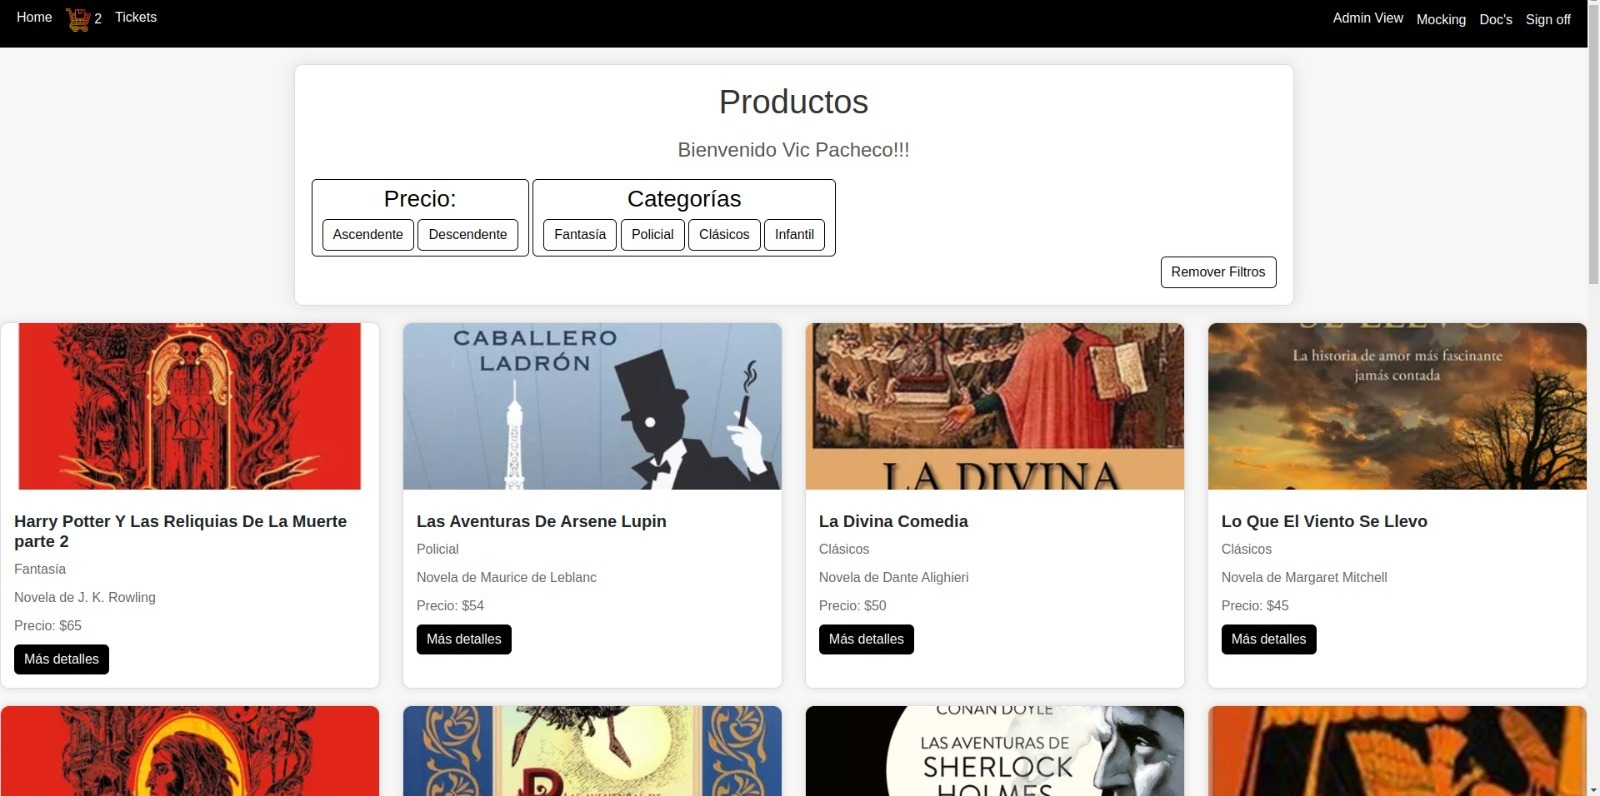 Home 2 Tickets Admin View Mocking Doc's Sign off
Productos
Bienvenido Vic Pacheco!!!
Precio: Categorías
Ascendente Descendente Fantasía Policial Clásicos Infantil
Remover Filtros
CABALLERO
LADRÓN
LA DIVINA
SE LLEVÓ
La historia de amor más fascinante
jamás contada
Harry Potter Y Las Reliquias De La Muerte
parte 2
Fantasía
Novela de J. K. Rowling
Precio: $65
Más detalles
Las Aventuras De Arsene Lupin
Policial
Novela de Maurice de Leblanc
Precio: $54
Más detalles
La Divina Comedia
Clásicos
Novela de Dante Alighieri
Precio: $50
Más detalles
Lo Que El Viento Se Llevo
Clásicos
Novela de Margaret Mitchell
Precio: $45
Más detalles
CONAN DOYLE
LAS AVENTURAS DE
SHERLOCK
HOLMES